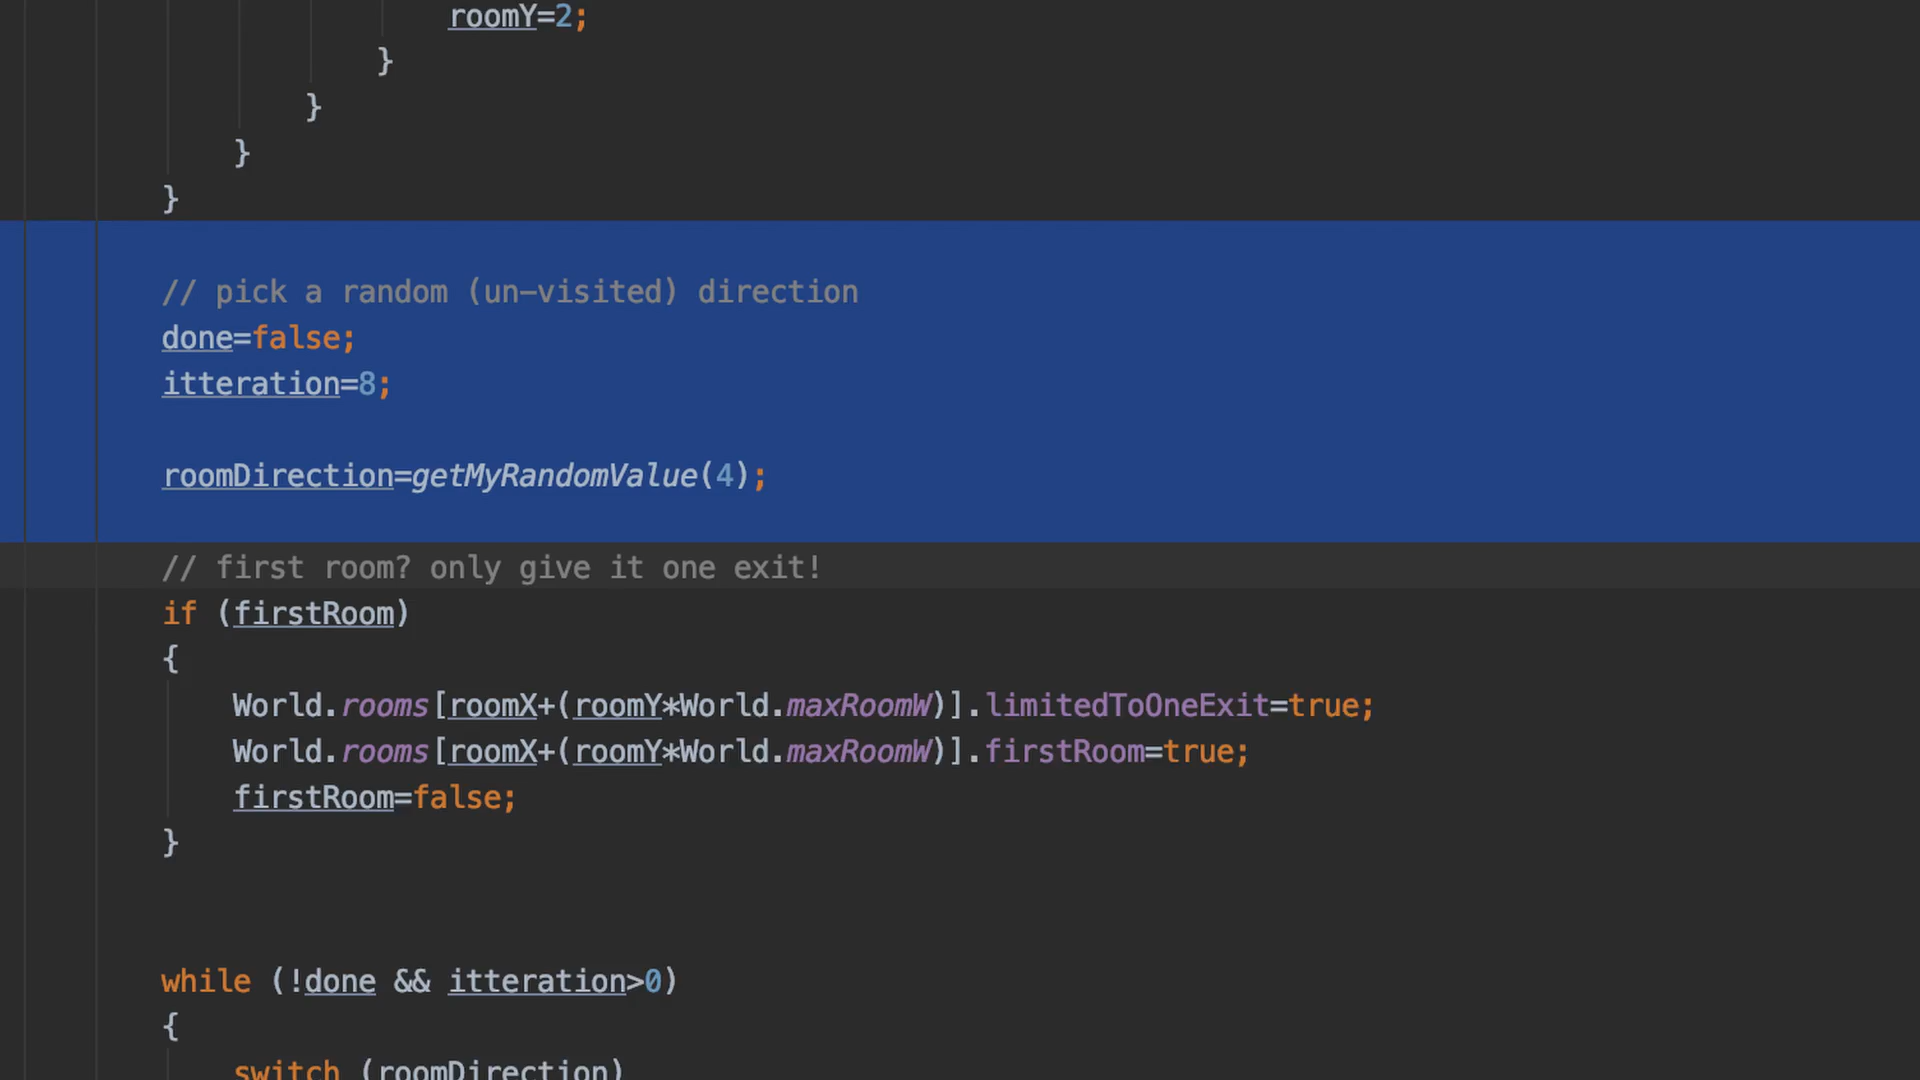 roomY=2;
}
}
}
}
// pick a random (un-visited) direction
done=false;
itteration=8;
roomDirection=getMyRandomValue(4);
// first room? only give it one exit!
if (firstRoom)
{
World.rooms[roomX+(roomY*World.maxRoomW)].limitedToOneExit=true;
World.rooms[roomX+(roomY*World.maxRoomW)].firstRoom=true;
firstRoom=false;
}
while (!done && itteration>0)
{
switch (roomDirection)